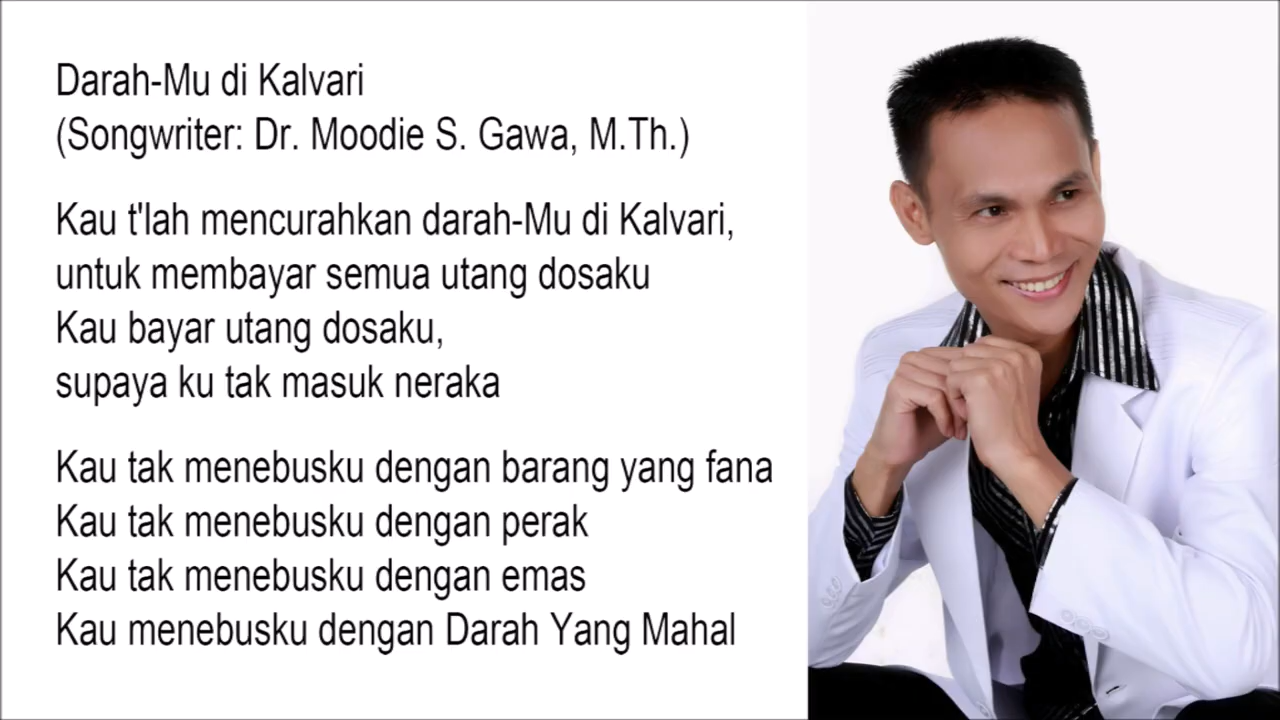 Darah-Mu di Kalvari
(Songwriter: Dr. Moodie S. Gawa, M.Th.)
Kau t'lah mencurahkan darah-Mu di Kalvari,
untuk membayar semua utang dosaku
Kau bayar utang dosaku,
supaya ku tak masuk neraka
Kau tak menebusku dengan barang yang fana
Kau tak menebusku dengan perak
Kau tak menebusku dengan emas
Kau menebusku dengan Darah Yang Mahal